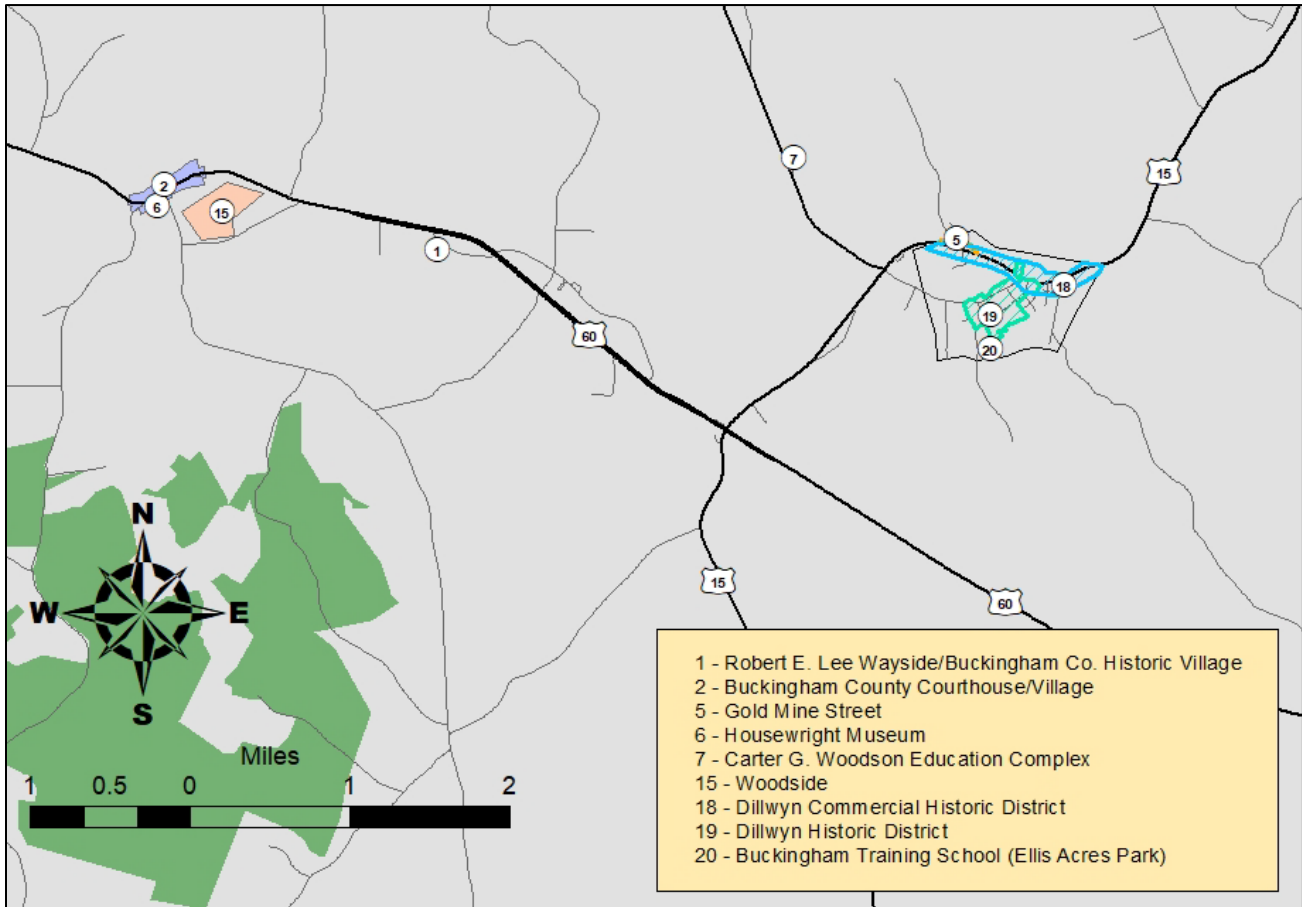 2
6
15
1
60
7
15
5
18
19
20
15
60
N
W E
S
Miles
1 0.5 0 1 2
1 - Robert E. Lee Wayside/Buckingham Co. Historic Village
2 - Buckingham County Courthouse/Village
5 - Gold Mine Street
6 - Housewright Museum
7 - Carter G. Woodson Education Complex
15 - Woodside
18 - Dillwyn Commercial Historic District
19 - Dillwyn Historic District
20 - Buckingham Training School (Ellis Acres Park)